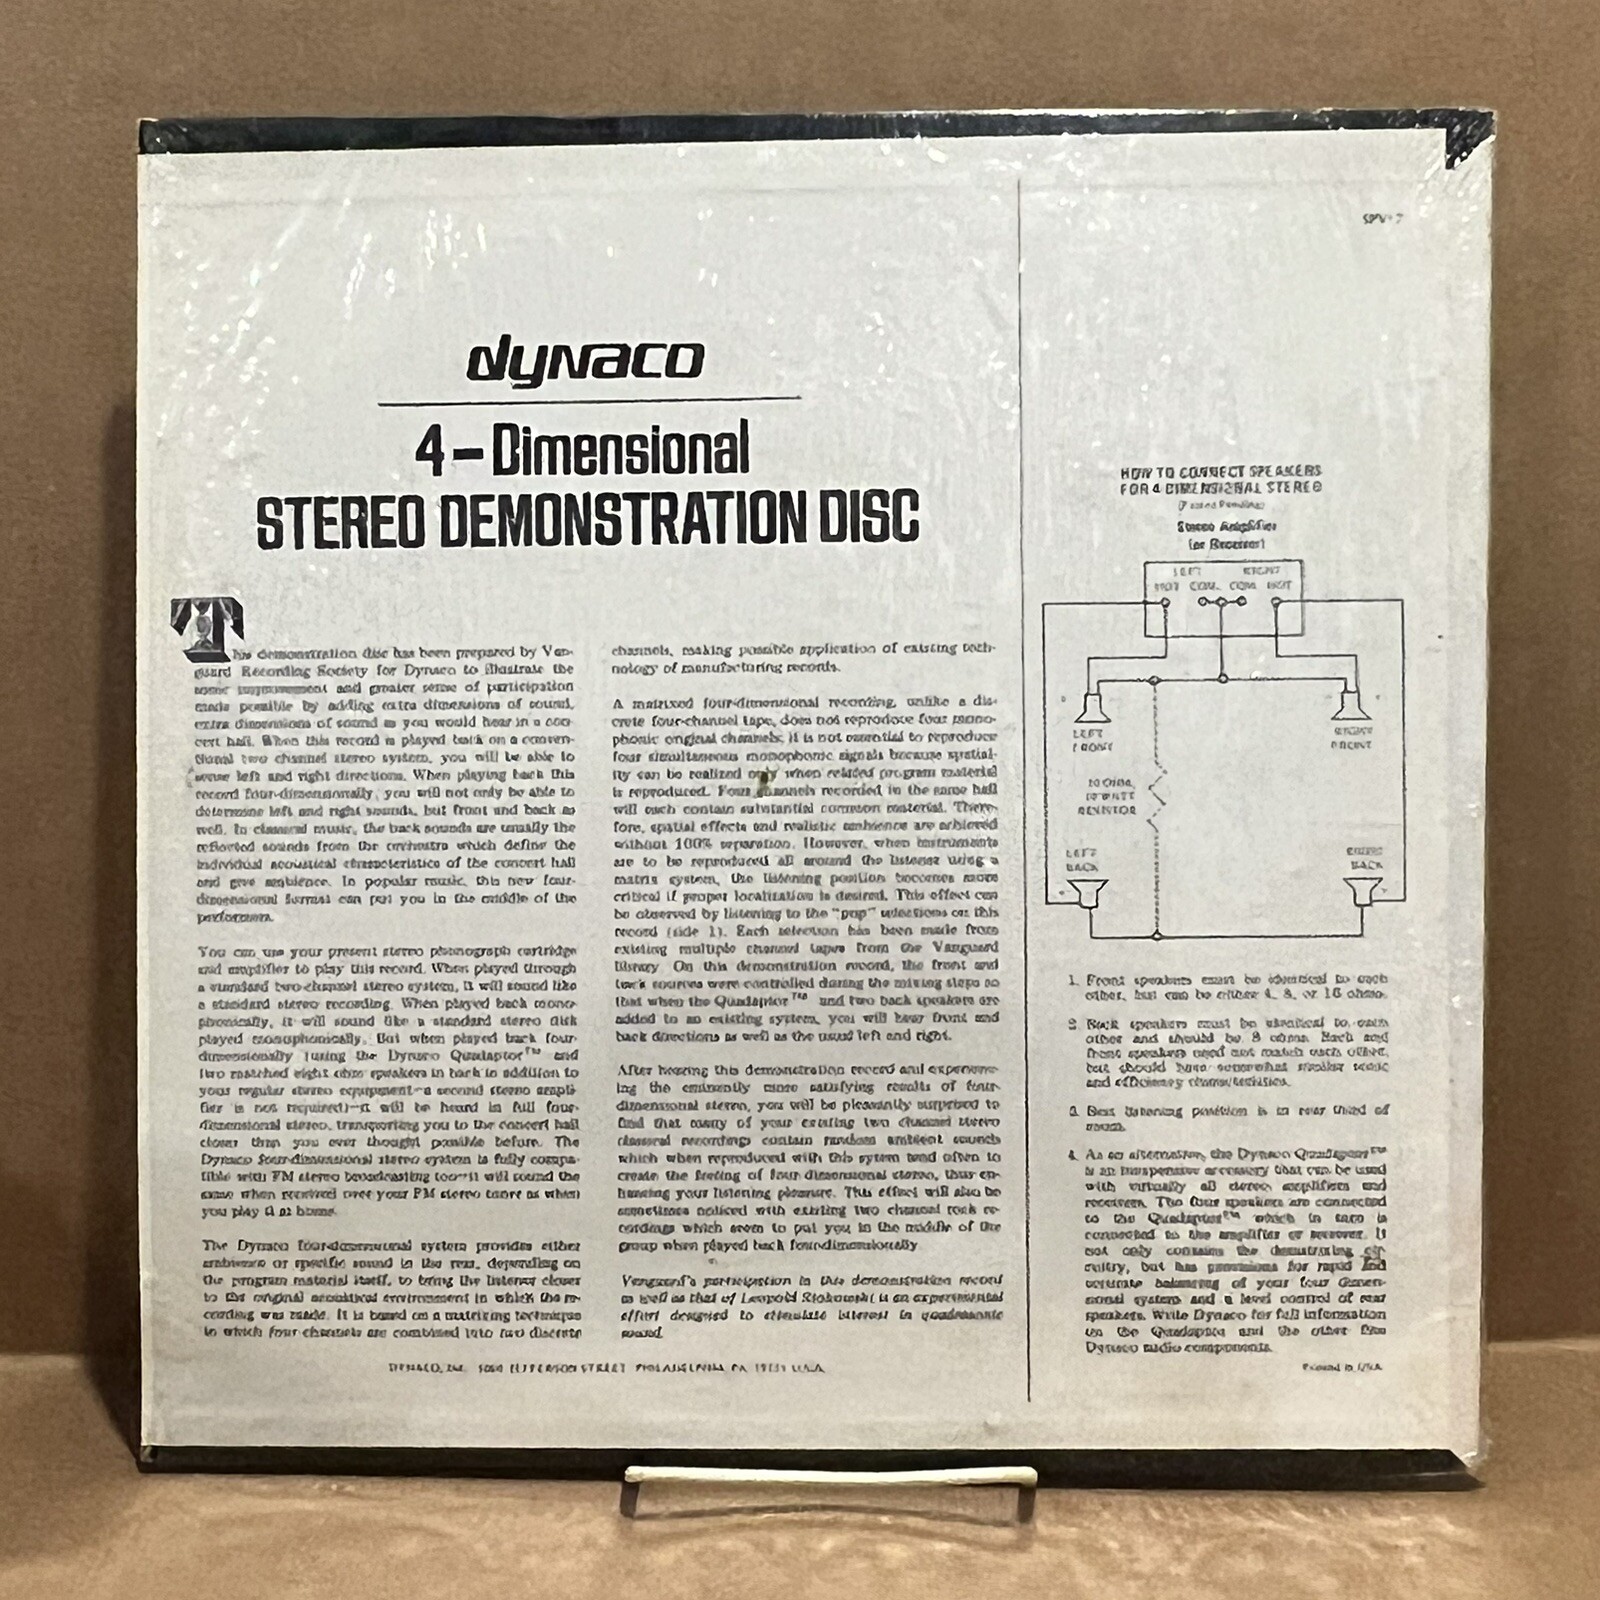 SPV-7
dynaco
4-Dimensional
STEREO DEMONSTRATION DISC
This demonstration disc has been prepared by Van-
guard Recording Society for Dynaco to illustrate the
sonic improvement and greater sense of participation
made possible by adding extra dimensions of sound,
extra dimensions of sound as you would hear in a con-
cert hall. When this record is played back on a conven-
tional two channel stereo system, you will be able to
sense left and right directions. When playing back this
record four-dimensionally, you will not only be able to
determine left and right sounds, but front and back as
well. In classical music, the back sounds are usually the
reflected sounds from the orchestra which define the
individual acoustical characteristics of the concert hall
and give ambience. In popular music, this new four-
dimensional format can put you in the middle of the
performers.
You can use your present stereo phonograph cartridge
and amplifier to play this record. When played through
a standard two-channel stereo system, it will sound like
a standard stereo recording. When played back mono-
phonically, it will sound like a standard stereo disk
played monophonically. But when played back four-
dimensionally (using the Dynaco Quadaptor™ and
two matched eight ohm speakers in back in addition to
your regular stereo equipment—a second stereo ampli-
fier is not required)—it will be heard in full four-
dimensional stereo, transporting you to the concert hall
closer than you ever thought possible before. The
Dynaco four-dimensional stereo system is fully compa-
tible with FM stereo broadcasting too—it will sound the
same when received over your FM stereo tuner as when
you play it at home.
The Dynaco four-dimensional system provides either
ambience or specific sound in the rear, depending on
the program material itself, to bring the listener closer
to the original acoustical environment in which the re-
cording was made. It is based on a matrixing technique
in which four channels are combined into two discrete
channels, making possible application of existing tech-
nology of manufacturing records.
A matrixed four-dimensional recording, unlike a dis-
crete four-channel tape, does not reproduce four mono-
phonic original channels; it is not essential to reproduce
four simultaneous monophonic signals because spatial-
ity can be realized only when related program material
is reproduced. Four channels recorded in the same hall
will each contain substantial common material. There-
fore, spatial effects and realistic ambience are achieved
without 100% separation. However, when instruments
are to be reproduced all around the listener using a
matrix system, the listening position becomes more
critical if proper localization is desired. This effect can
be observed by listening to the "pop" selections on this
record (side 1). Each selection has been made from
existing multiple channel tapes from the Vanguard
library. On this demonstration record, the front and
back sources were controlled during the mixing steps so
that when the Quadaptor™ and two back speakers are
added to an existing system, you will hear front and
back directions as well as the usual left and right.
After hearing this demonstration record and experienc-
ing the eminently more satisfying results of four-
dimensional stereo, you will be pleasantly surprised to
find that many of your existing two channel stereo
classical recordings contain random ambient sounds
which when reproduced with this sytem tend often to
create the feeling of four dimensional stereo, thus en-
hancing your listening pleasure. This effect will also be
sometimes noticed with existing two channel rock re-
cordings which seem to put you in the middle of the
group when played back four-dimensionally.
Vanguard's participation in this demonstration record
as well as that of Leopold Stokowski is an experimental
effort designed to stimulate interest in quadrasonic
sound.
DYNACO, INC. 3060 JEFFERSON STREET PHILADELPHIA, PA. 19121 U.S.A.
HOW TO CONNECT SPEAKERS
FOR 4 DIMENSIONAL STEREO
(Patent Pending)
Stereo Amplifier
(or Receiver)
LEFT RIGHT
HOT COM. COM. HOT
LEFT
FRONT
RIGHT
FRONT
10 OHM,
10 WATT
RESISTOR
LEFT
BACK
RIGHT
BACK
1. Front speakers must be identical to each
other, but can be either 4, 8, or 16 ohms.
2. Back speakers must be identical to each
other and should be 8 ohms. Back and
front speakers need not match each other,
but should have somewhat similar sonic
and efficiency characteristics.
3. Best listening position is in rear third of
room.
4. As an alternative, the Dynaco Quadaptor™
is an inexpensive accessory that can be used
with virtually all stereo amplifiers and
receivers. The four speakers are connected
to the Quadaptor™ which in turn is
connected to the amplifier or receiver. It
not only contains the dematrixing cir-
cuitry, but has provisions for rapid and
accurate balancing of your four dimen-
sional system and a level control of rear
speakers. Write Dynaco for full information
on the Quadaptor and the other fine
Dynaco audio components.
Printed in USA